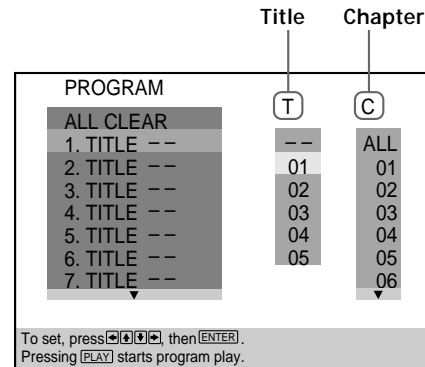 Title Chapter
PROGRAM
T C
ALL CLEAR
1. TITLE – – – – ALL
2. TITLE – – 01 01
3. TITLE – – 02 02
4. TITLE – – 03 03
5. TITLE – – 04 04
6. TITLE – – 05 05
7. TITLE – – 06
To set, press ←↑↓→, then ENTER.
Pressing PLAY starts program play.